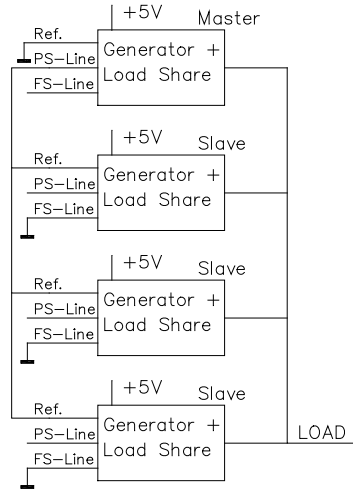 +5V Master
Ref.
PS-Line
FS-Line
Generator +
Load Share
+5V Slave
Ref.
PS-Line
FS-Line
Generator +
Load Share
+5V Slave
Ref.
PS-Line
FS-Line
Generator +
Load Share
+5V Slave
Ref.
PS-Line
FS-Line
Generator +
Load Share
LOAD